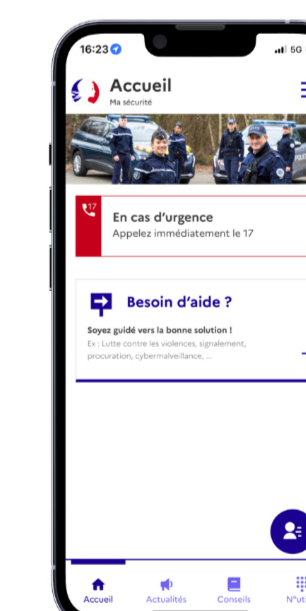 16:23
5G
Accueil
Ma sécurité
17
En cas d'urgence
Appelez immédiatement le 17
Besoin d'aide ?
Soyez guidé vers la bonne solution !
Ex : Lutte contre les violences, signalement,
procuration, cybermalveillance, ...
Accueil
Actualités
Conseils
N°uti